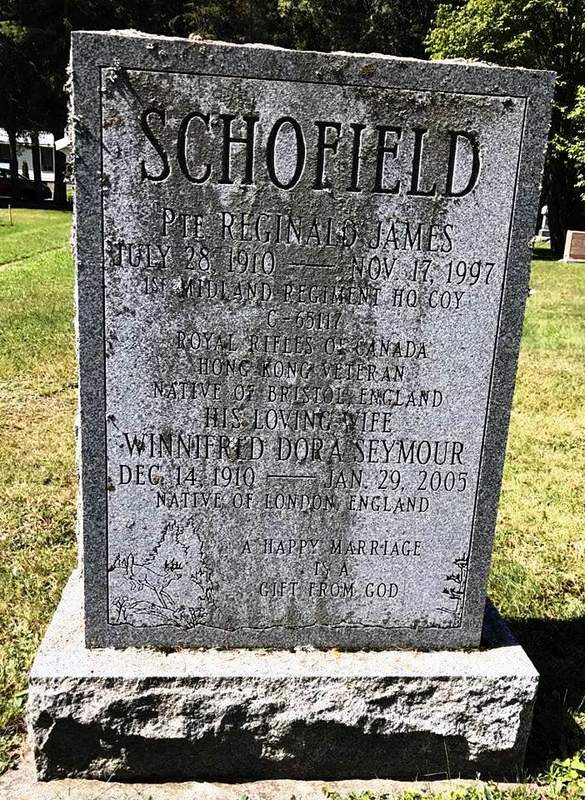 SCHOFIELD
PTE REGINALD JAMES
JULY 28, 1910 — NOV. 17, 1997
IN MIDLAND REGIMENT HQ COY
C-65117
ROYAL RIFLES OF CANADA
HONG KONG VETERAN
NATIVE OF BRISTOL ENGLAND
HIS LOVING WIFE
WINNIFRED DORA SEYMOUR
DEC. 14, 1910 — JAN. 29, 2005
NATIVE OF LONDON, ENGLAND
A HAPPY MARRIAGE
IS A
GIFT FROM GOD